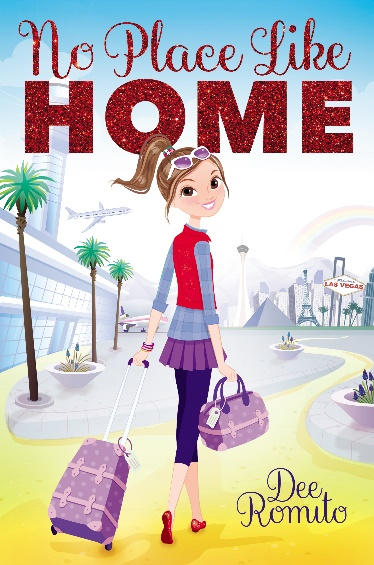 No Place Like
HOME
LAS VEGAS
Dee
Romito